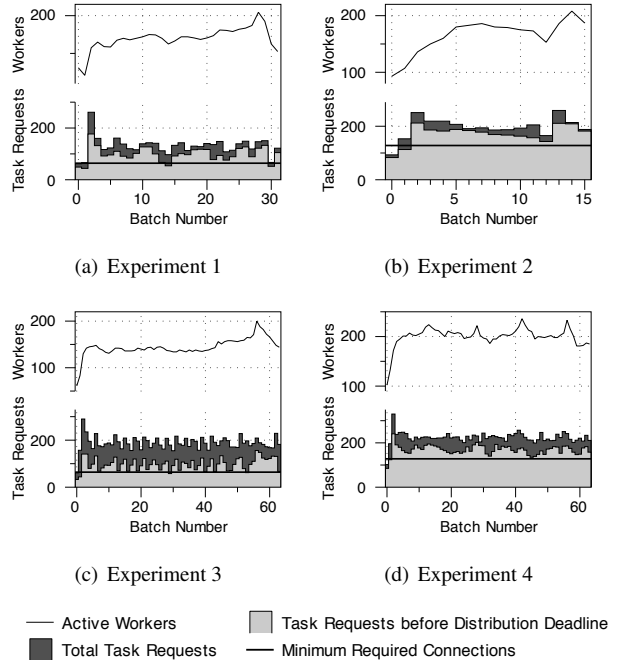 Workers
200
Task Requests
200
0
0
10
20
30
Batch Number
(a) Experiment 1
Workers
200
100
Task Requests
200
0
0
5
10
15
Batch Number
(b) Experiment 2
Workers
200
100
Task Requests
200
0
0
20
40
60
Batch Number
(c) Experiment 3
Workers
200
100
Task Requests
200
0
0
20
40
60
Batch Number
(d) Experiment 4
Active Workers
Task Requests before Distribution Deadline
Total Task Requests
Minimum Required Connections